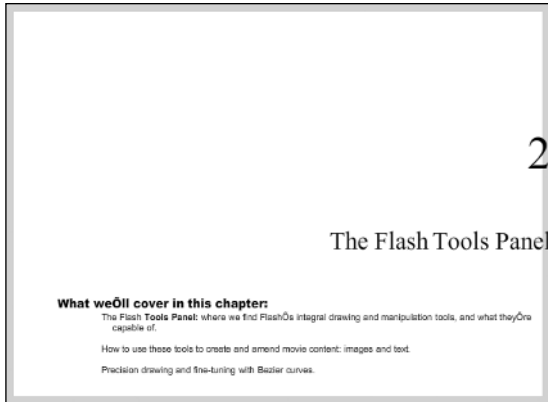 2
The Flash Tools Panel
What weÕll cover in this chapter:
The Flash Tools Panel: where we find FlashÕs integral drawing and manipulation tools, and what theyÕre
capable of.
How to use these tools to create and amend movie content: images and text.
Precision drawing and fine-tuning with Bezier curves.